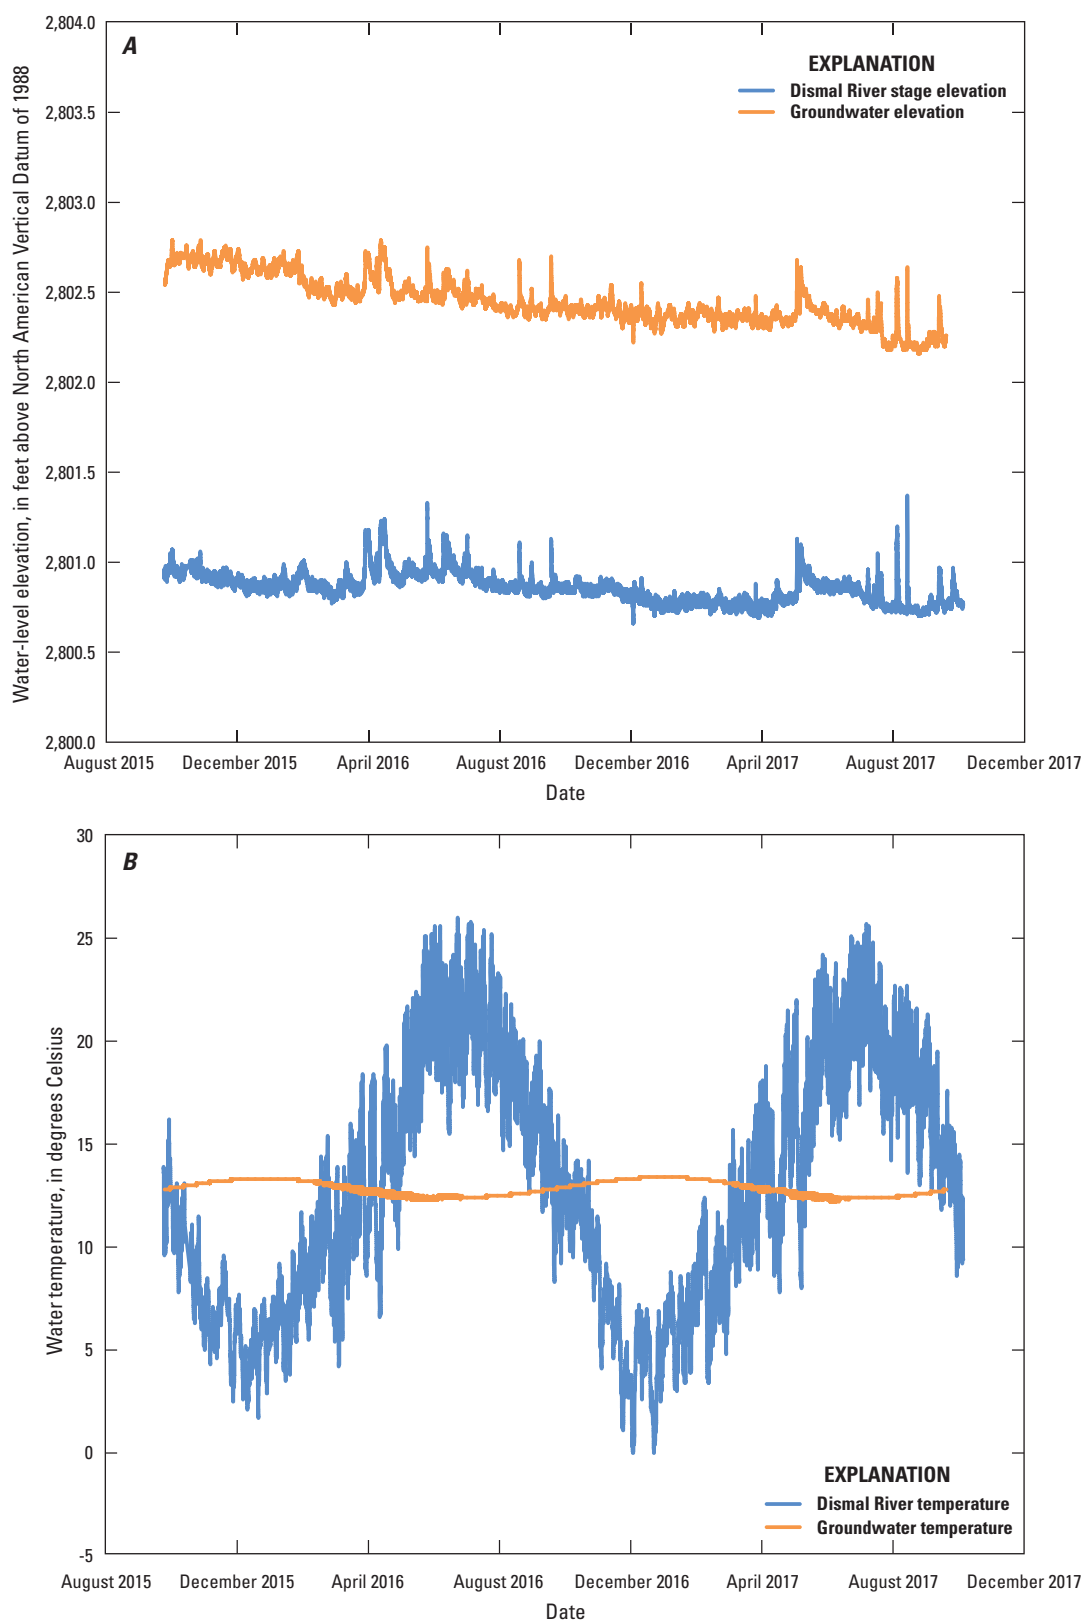 A
EXPLANATION
Dismal River stage elevation
Groundwater elevation
Water-level elevation, in feet above North American Vertical Datum of 1988
2,804.0
2,803.5
2,803.0
2,802.5
2,802.0
2,801.5
2,801.0
2,800.5
2,800.0
August 2015 December 2015 April 2016 August 2016 December 2016 April 2017 August 2017 December 2017
Date
B
Water temperature, in degrees Celsius
30
25
20
15
10
5
0
-5
EXPLANATION
Dismal River temperature
Groundwater temperature
August 2015 December 2015 April 2016 August 2016 December 2016 April 2017 August 2017 December 2017
Date